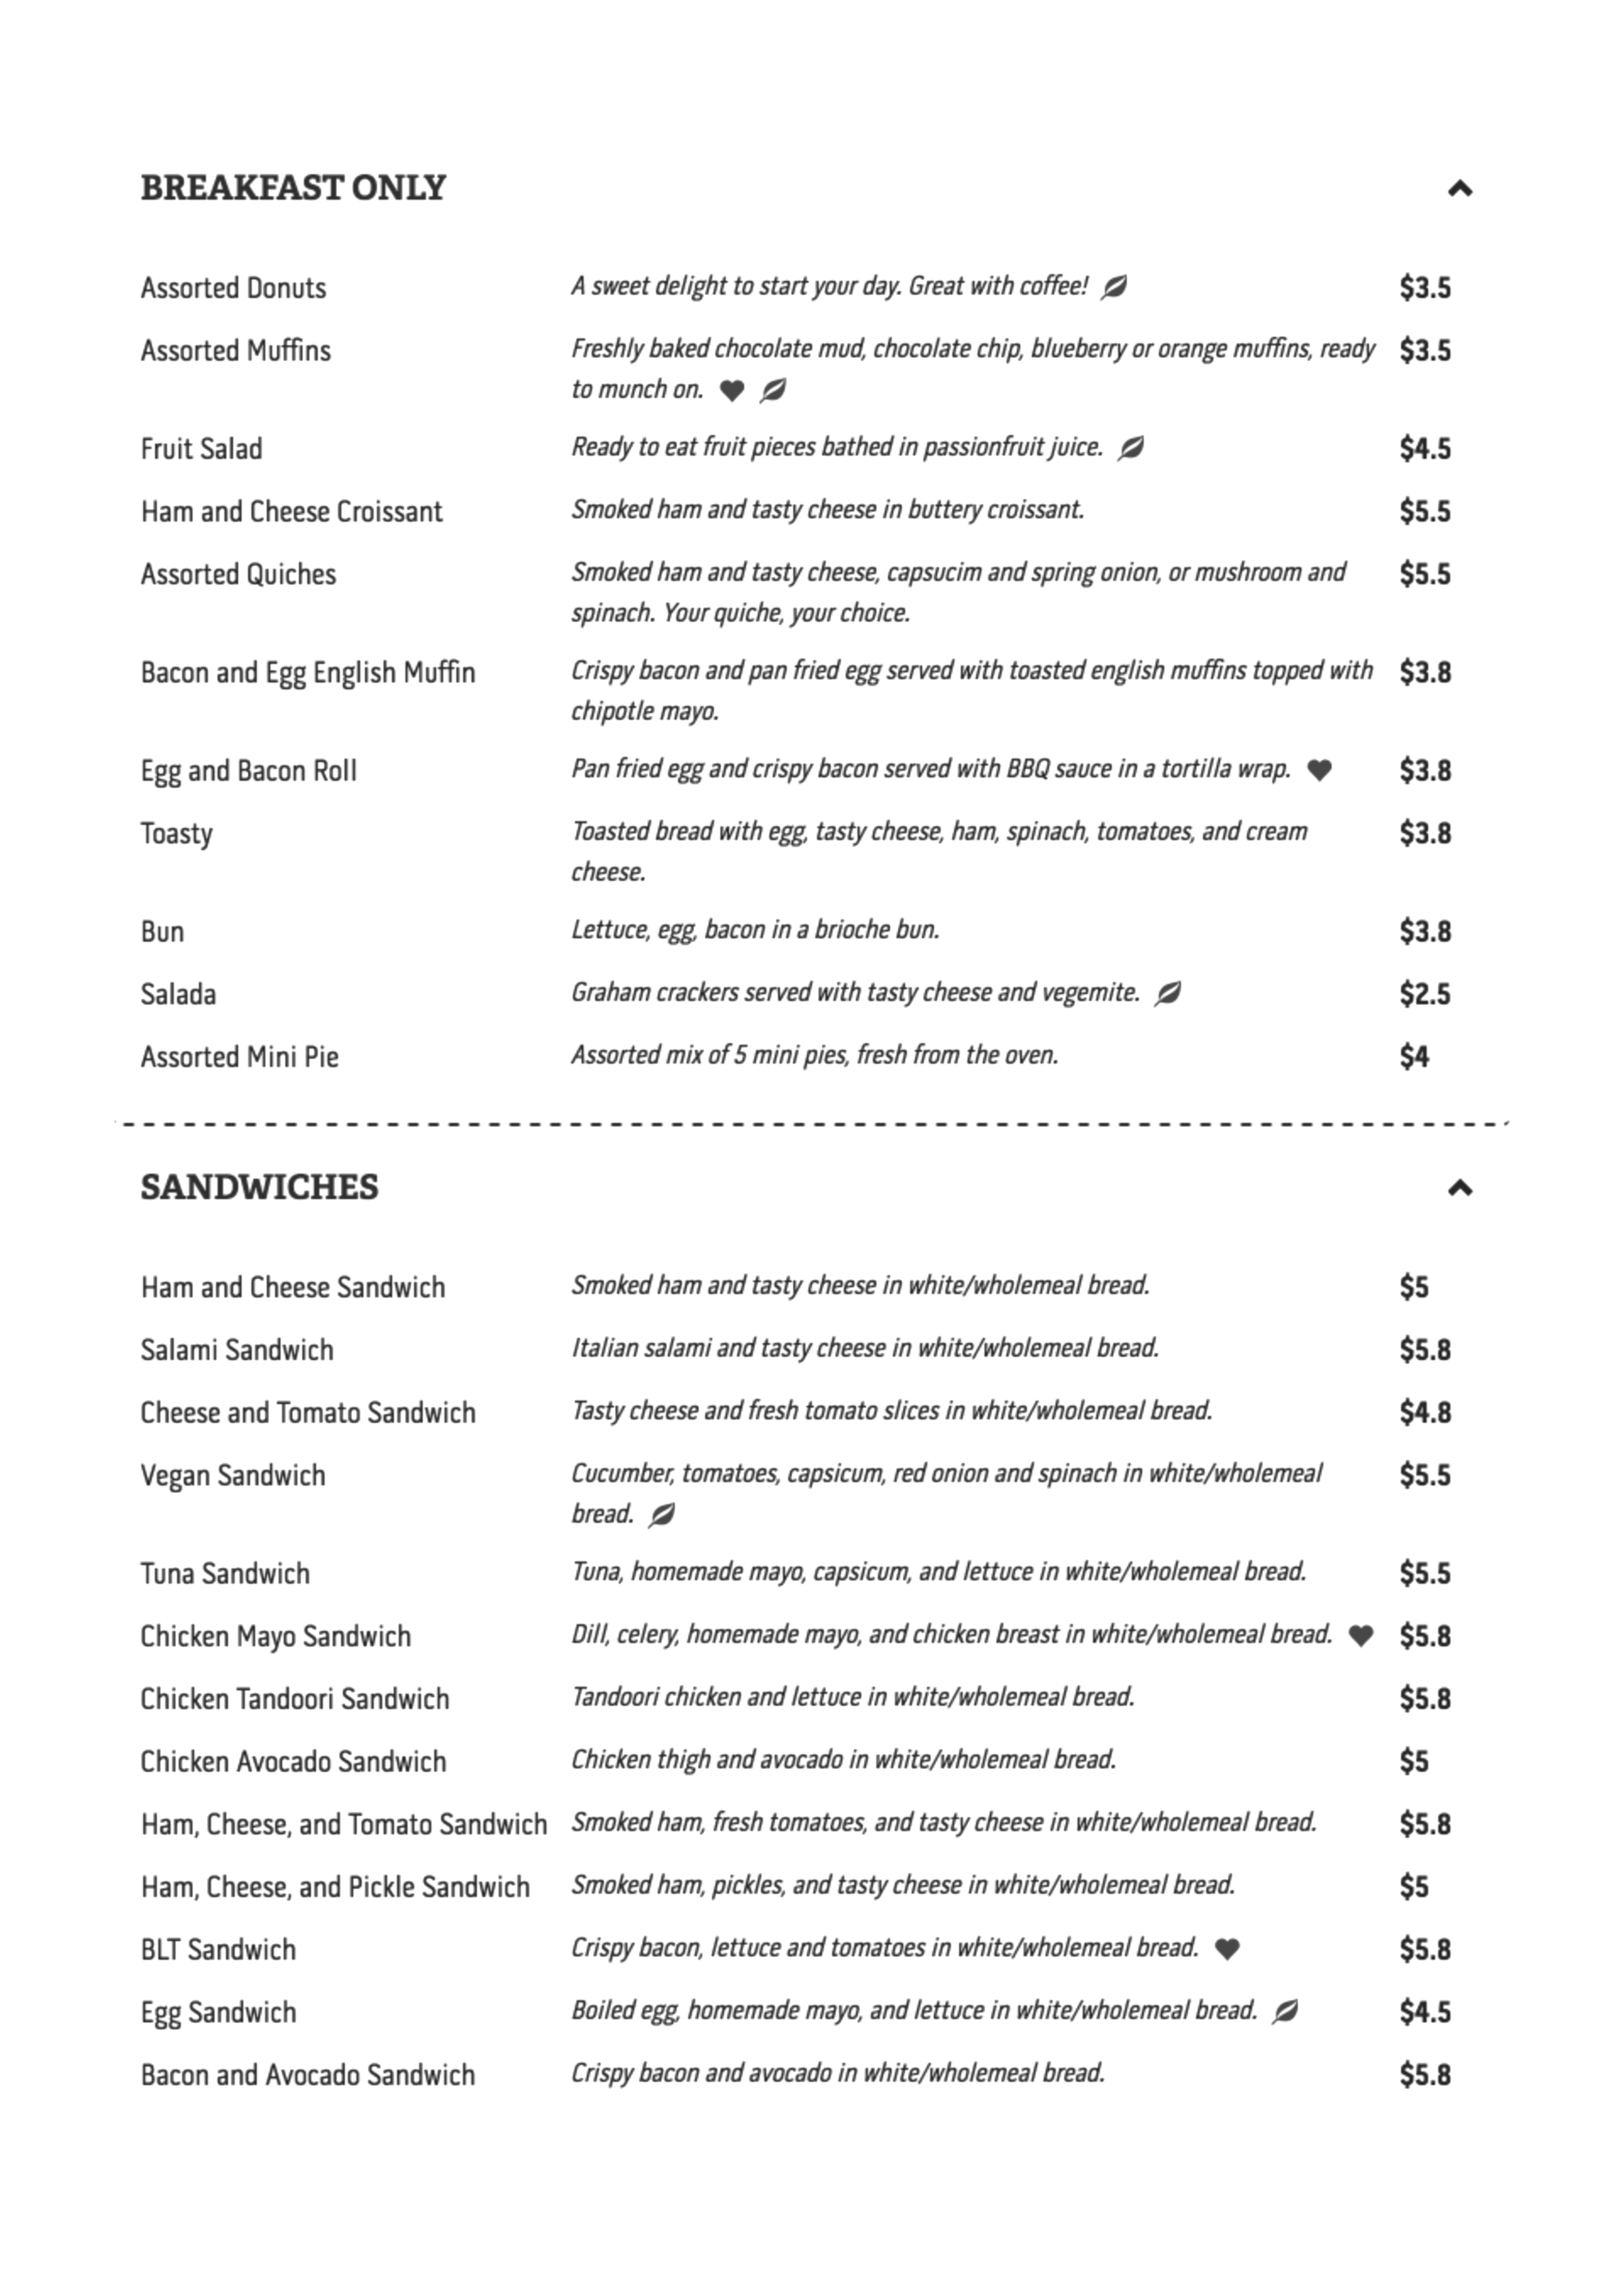 BREAKFAST ONLY
Assorted Donuts A sweet delight to start your day. Great with coffee! $3.5
Assorted Muffins Freshly baked chocolate mud, chocolate chip, blueberry or orange muffins, ready $3.5
to munch on.
Fruit Salad Ready to eat fruit pieces bathed in passionfruit juice. $4.5
Ham and Cheese Croissant Smoked ham and tasty cheese in buttery croissant. $5.5
Assorted Quiches Smoked ham and tasty cheese, capsucim and spring onion, or mushroom and $5.5
spinach. Your quiche, your choice.
Bacon and Egg English Muffin Crispy bacon and pan fried egg served with toasted english muffins topped with $3.8
chipotle mayo.
Egg and Bacon Roll Pan fried egg and crispy bacon served with BBQ sauce in a tortilla wrap. $3.8
Toasty Toasted bread with egg, tasty cheese, ham, spinach, tomatoes, and cream $3.8
cheese.
Bun Lettuce, egg, bacon in a brioche bun. $3.8
Salada Graham crackers served with tasty cheese and vegemite. $2.5
Assorted Mini Pie Assorted mix of 5 mini pies, fresh from the oven. $4
SANDWICHES
Ham and Cheese Sandwich Smoked ham and tasty cheese in white/wholemeal bread. $5
Salami Sandwich Italian salami and tasty cheese in white/wholemeal bread. $5.8
Cheese and Tomato Sandwich Tasty cheese and fresh tomato slices in white/wholemeal bread. $4.8
Vegan Sandwich Cucumber, tomatoes, capsicum, red onion and spinach in white/wholemeal $5.5
bread.
Tuna Sandwich Tuna, homemade mayo, capsicum, and lettuce in white/wholemeal bread. $5.5
Chicken Mayo Sandwich Dill, celery, homemade mayo, and chicken breast in white/wholemeal bread. $5.8
Chicken Tandoori Sandwich Tandoori chicken and lettuce in white/wholemeal bread. $5.8
Chicken Avocado Sandwich Chicken thigh and avocado in white/wholemeal bread. $5
Ham, Cheese, and Tomato Sandwich Smoked ham, fresh tomatoes, and tasty cheese in white/wholemeal bread. $5.8
Ham, Cheese, and Pickle Sandwich Smoked ham, pickles, and tasty cheese in white/wholemeal bread. $5
BLT Sandwich Crispy bacon, lettuce and tomatoes in white/wholemeal bread. $5.8
Egg Sandwich Boiled egg, homemade mayo, and lettuce in white/wholemeal bread. $4.5
Bacon and Avocado Sandwich Crispy bacon and avocado in white/wholemeal bread. $5.8